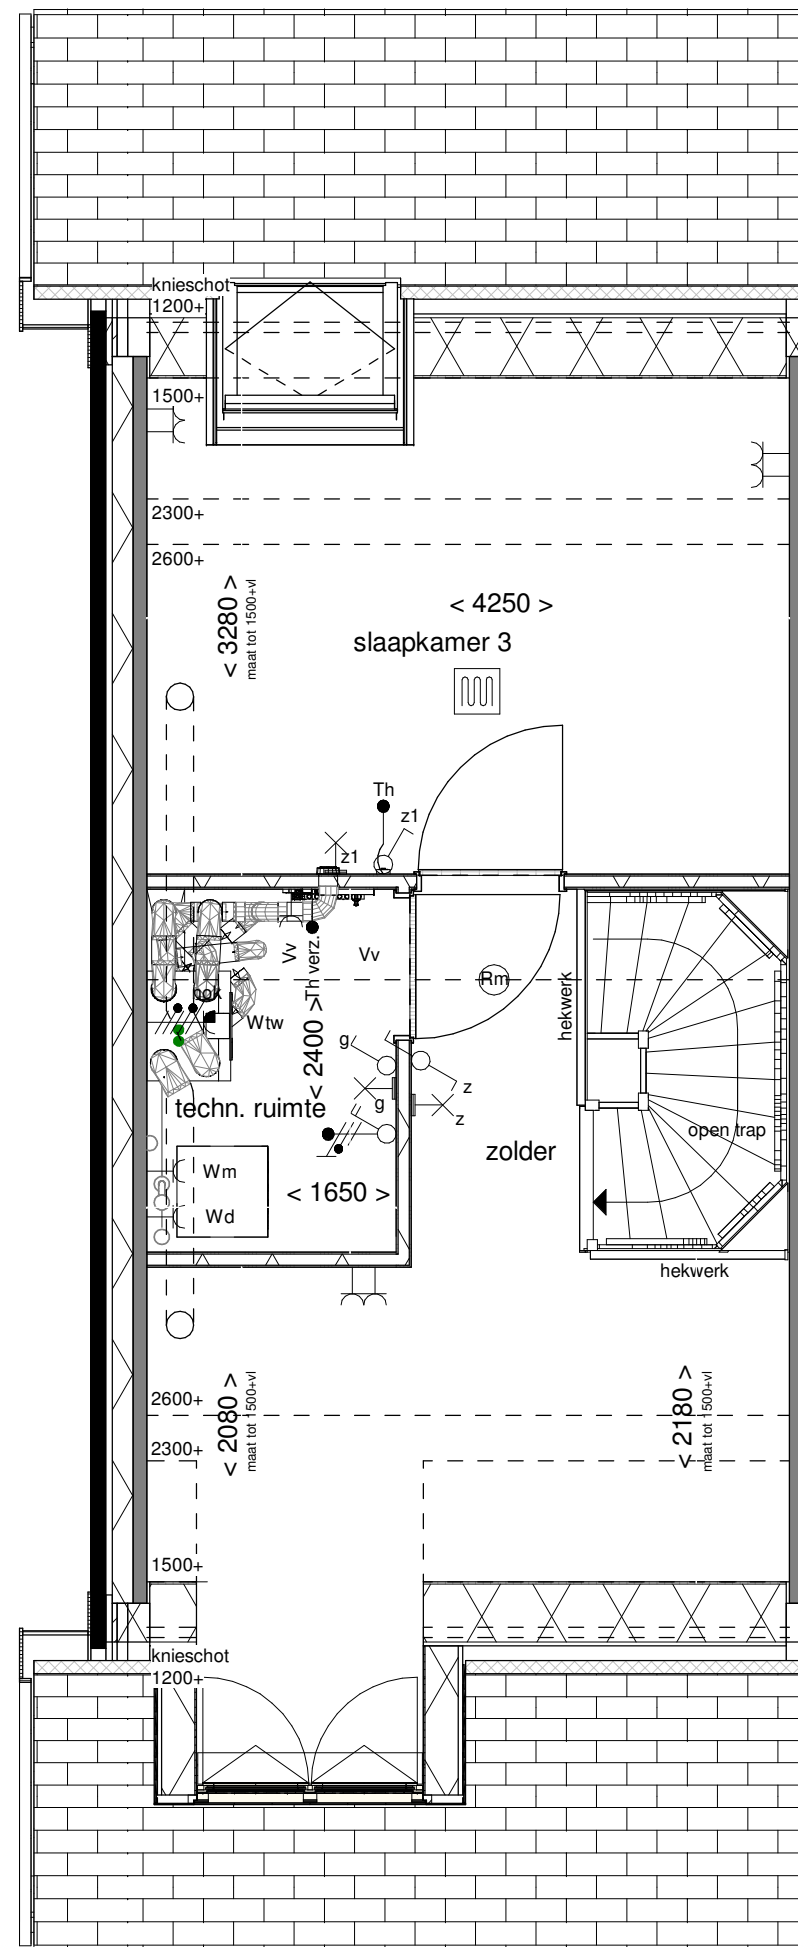 knieschot
1200+
1500+
2300+
2600+
< 3280 >
maat tot 1500+vl
< 4250 >
slaapkamer 3
Th
z1
z1
Vv
Th verz.
Vv
Rm
hekwerk
Wtw
< 2400 >
g
g
z
z
techn. ruimte
open trap
zolder
Wm
Wd
< 1650 >
hekwerk
2600+
2300+
< 2080 >
maat tot 1500+vl
< 2180 >
maat tot 1500+vl
1500+
knieschot
1200+